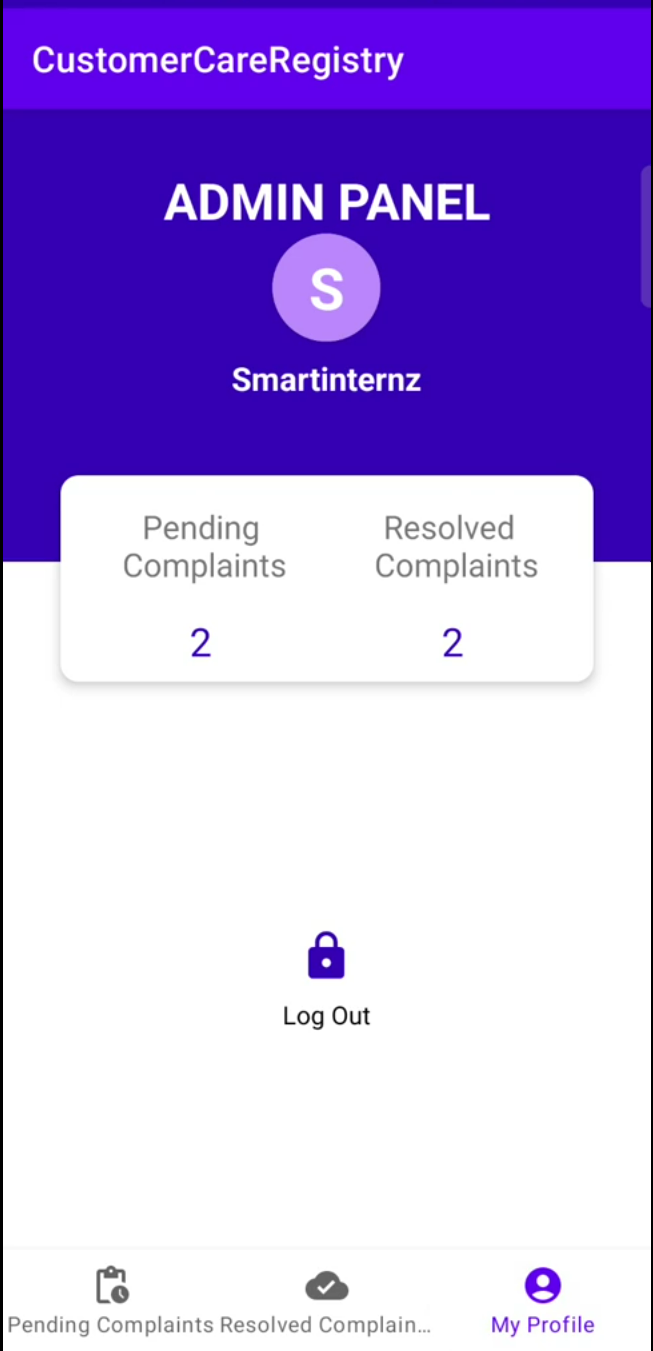 CustomerCareRegistry
ADMIN PANEL
S
Smartinternz
Pending
Complaints
2
Resolved
Complaints
2
Log Out
Pending Complaints
Resolved Complain...
My Profile